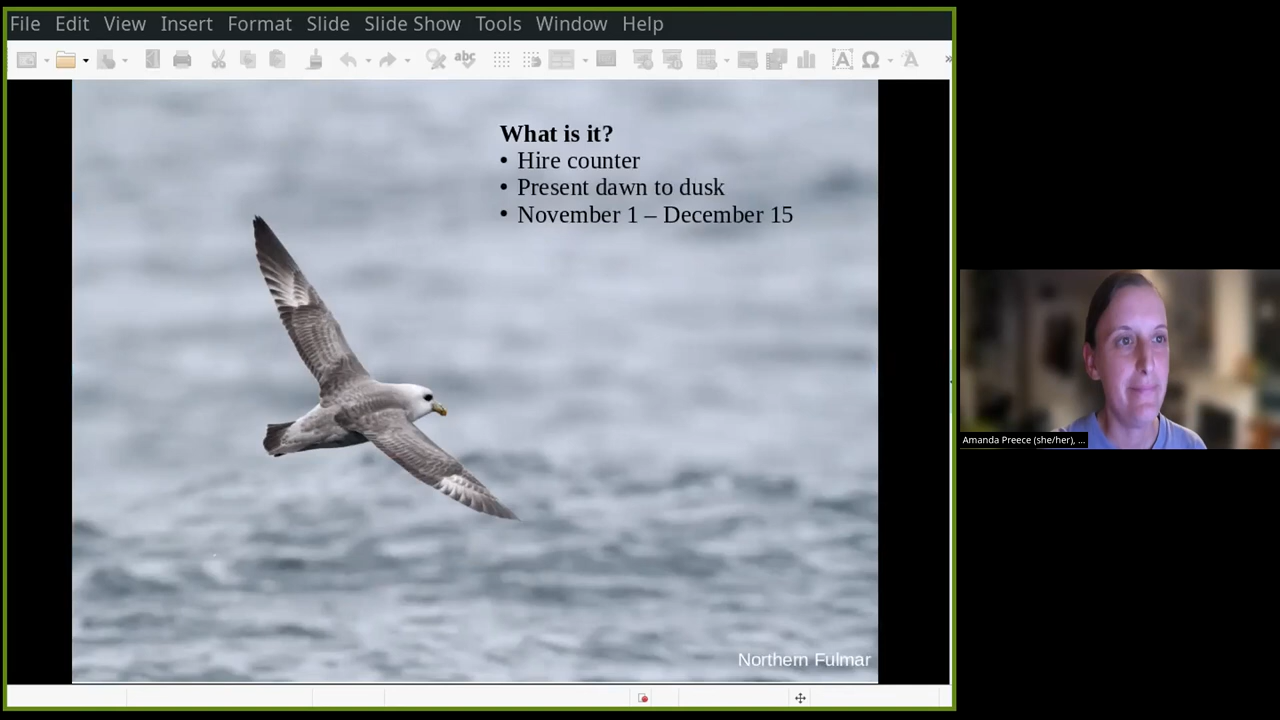 File Edit View Insert Format Slide Slide Show Tools Window Help
abc
A Ω A
»
What is it?
• Hire counter
• Present dawn to dusk
• November 1 – December 15
Northern Fulmar
Amanda Preece (she/her), ...